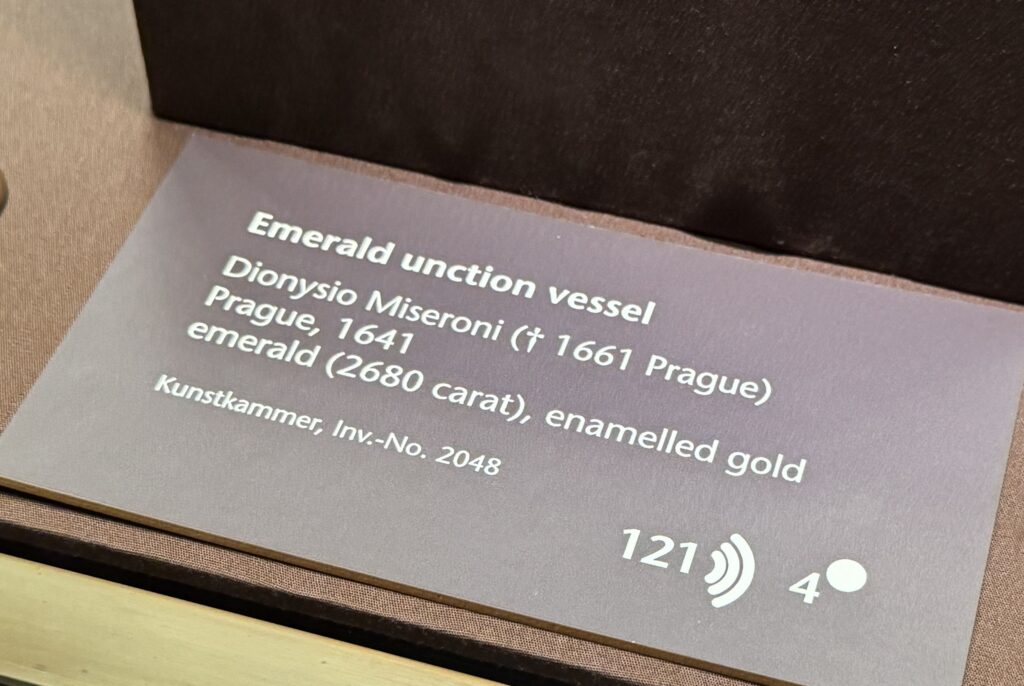 Emerald unction vessel
Dionysio Miseroni († 1661 Prague)
Prague, 1641
emerald (2680 carat), enamelled gold
Kunstkammer, Inv.-No. 2048
121 4